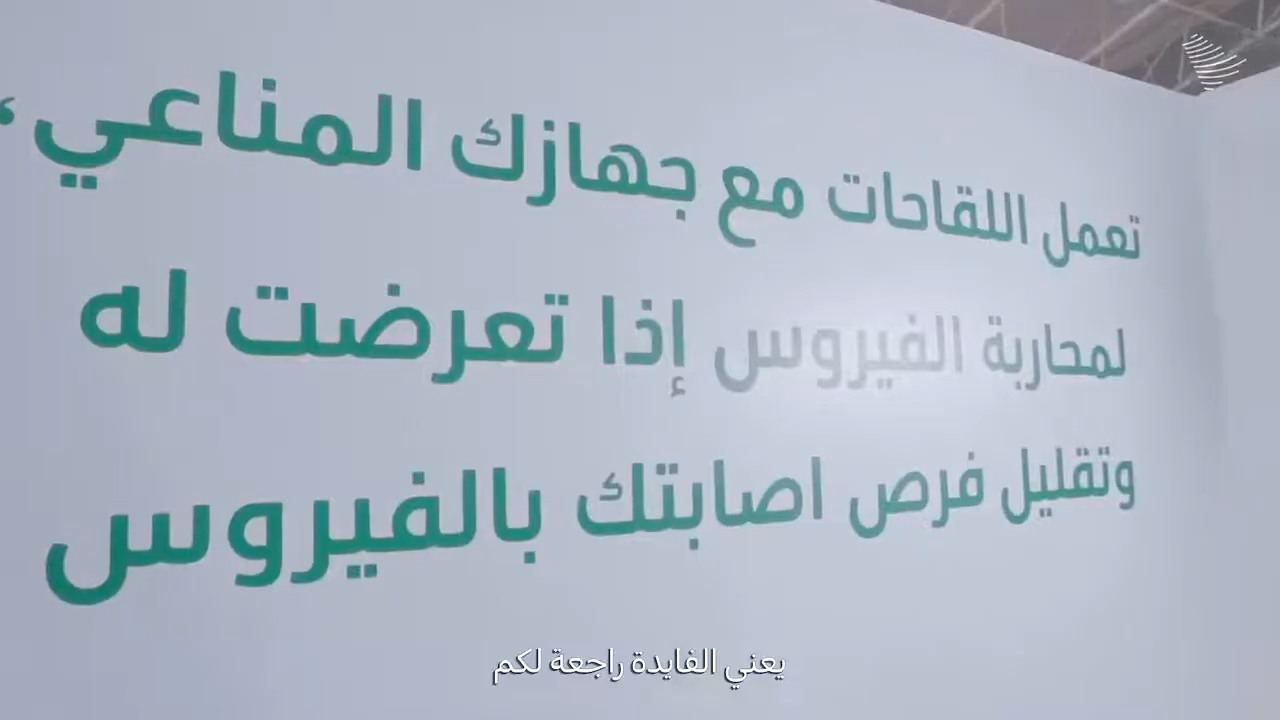 تعمل اللقاحات مع جهازك المناعي،
لمحاربة الفيروس إذا تعرضت له
وتقليل فرص اصابتك بالفيروس
يعني الفايدة راجعة لكم